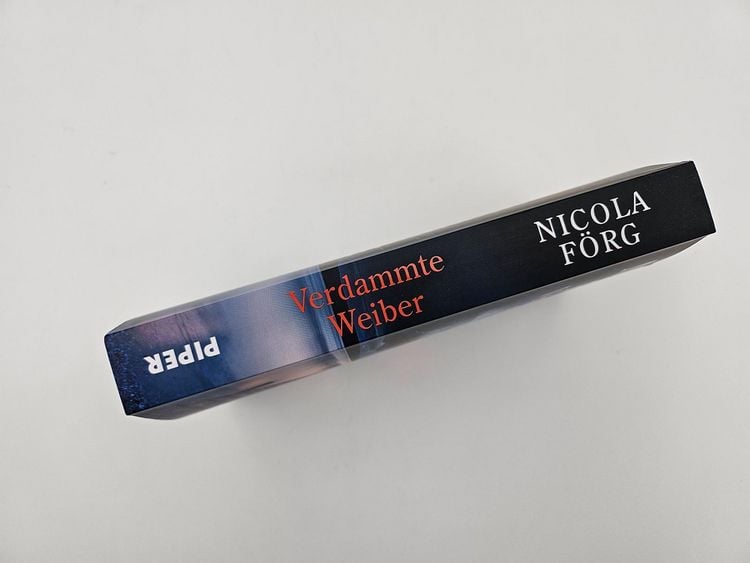 PIPER
Verdammte
Weiber
NICOLA
FÖRG